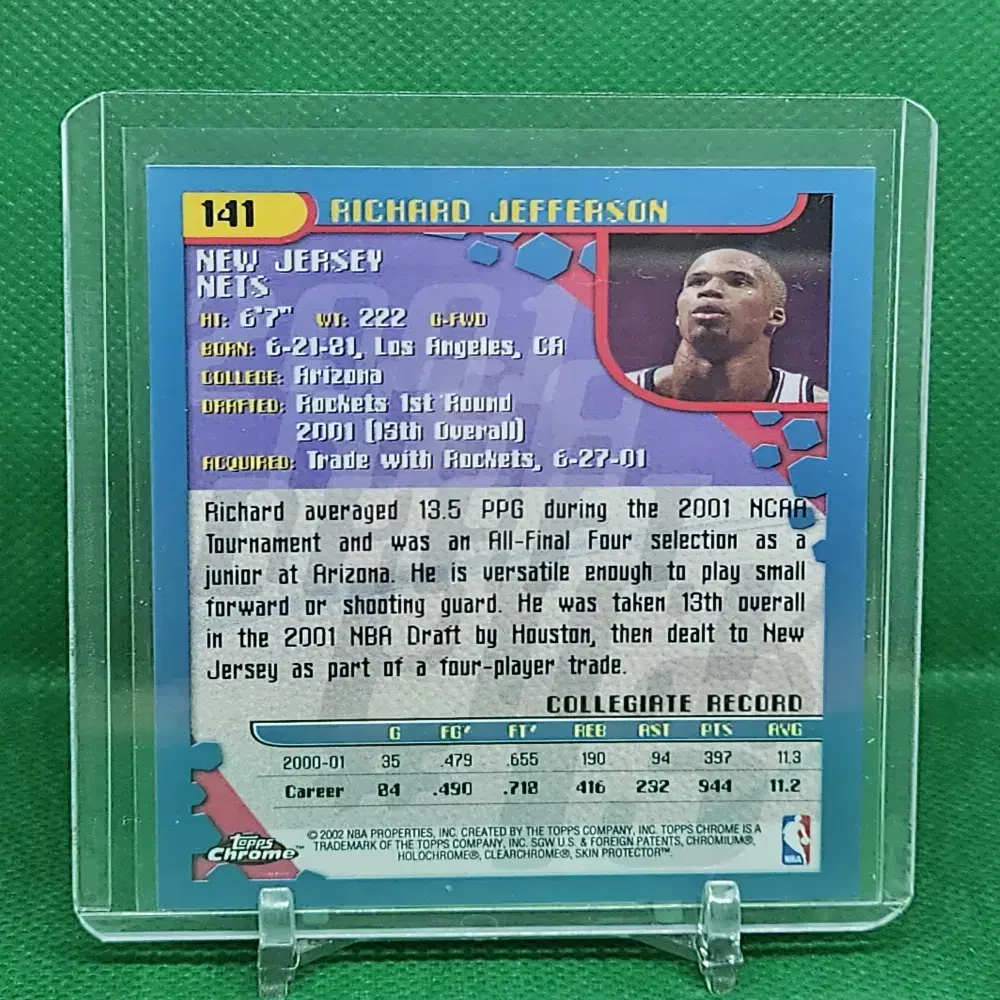 141 RICHARD JEFFERSON
NEW JERSEY
NETS
HT: 6'7" WT: 222 G-FWD
BORN: 6-21-81, Los Angeles, CA
COLLEGE: Arizona
DRAFTED: Rockets 1st Round
2001 (13th Overall)
ACQUIRED: Trade with Rockets, 6-27-01
Richard averaged 13.5 PPG during the 2001 NCAA
Tournament and was an All-Final Four selection as a
junior at Arizona. He is versatile enough to play small
forward or shooting guard. He was taken 13th overall
in the 2001 NBA Draft by Houston, then dealt to New
Jersey as part of a four-player trade.
COLLEGIATE RECORD
G FG% FT% REB AST PTS AVG
2000-01 35 .479 .655 190 94 397 11.3
Career 84 .490 .710 416 232 944 11.2
© 2002 NBA PROPERTIES, INC. CREATED BY THE TOPPS COMPANY, INC. TOPPS CHROME IS A
TRADEMARK OF THE TOPPS COMPANY, INC. SGW U.S. & FOREIGN PATENTS, CHROMIUM®,
HOLOCHROME®, CLEARCHROME®, SKIN PROTECTOR™.
Topps
Chrome™
NBA